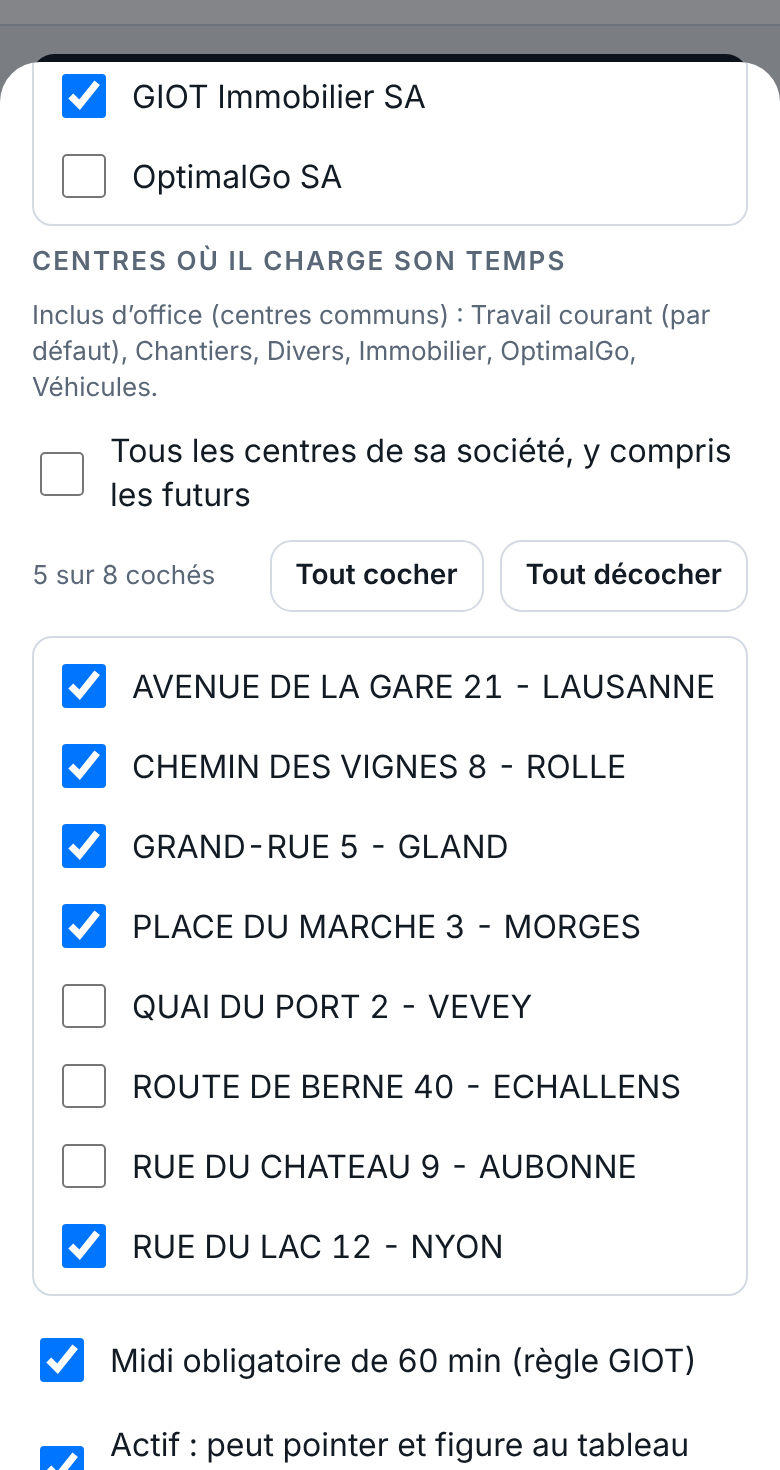 GIOT Immobilier SA
OptimalGo SA
CENTRES OÙ IL CHARGE SON TEMPS
Inclus d’office (centres communs) : Travail courant (par
défaut), Chantiers, Divers, Immobilier, OptimalGo,
Véhicules.
Tous les centres de sa société, y compris
les futurs
5 sur 8 cochés
Tout cocher
Tout décocher
AVENUE DE LA GARE 21 - LAUSANNE
CHEMIN DES VIGNES 8 - ROLLE
GRAND-RUE 5 - GLAND
PLACE DU MARCHE 3 - MORGES
QUAI DU PORT 2 - VEVEY
ROUTE DE BERNE 40 - ECHALLENS
RUE DU CHATEAU 9 - AUBONNE
RUE DU LAC 12 - NYON
Midi obligatoire de 60 min (règle GIOT)
Actif : peut pointer et figure au tableau